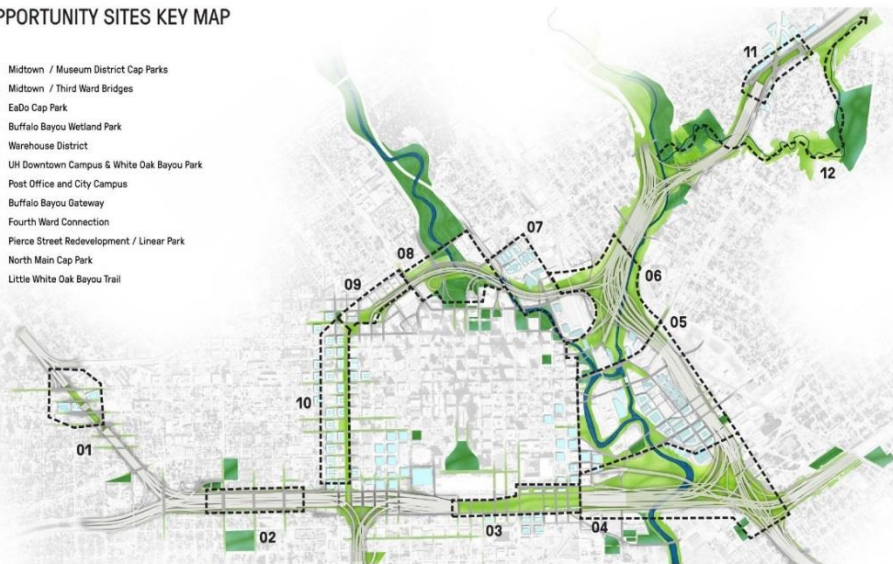 PPORTUNITY SITES KEY MAP
Midtown / Museum District Cap Parks
Midtown / Third Ward Bridges
EaDo Cap Park
Buffalo Bayou Wetland Park
Warehouse District
UH Downtown Campus & White Oak Bayou Park
Post Office and City Campus
Buffalo Bayou Gateway
Fourth Ward Connection
Pierce Street Redevelopment / Linear Park
North Main Cap Park
Little White Oak Bayou Trail
11
12
07
08
06
09
05
10
01
02
03
04